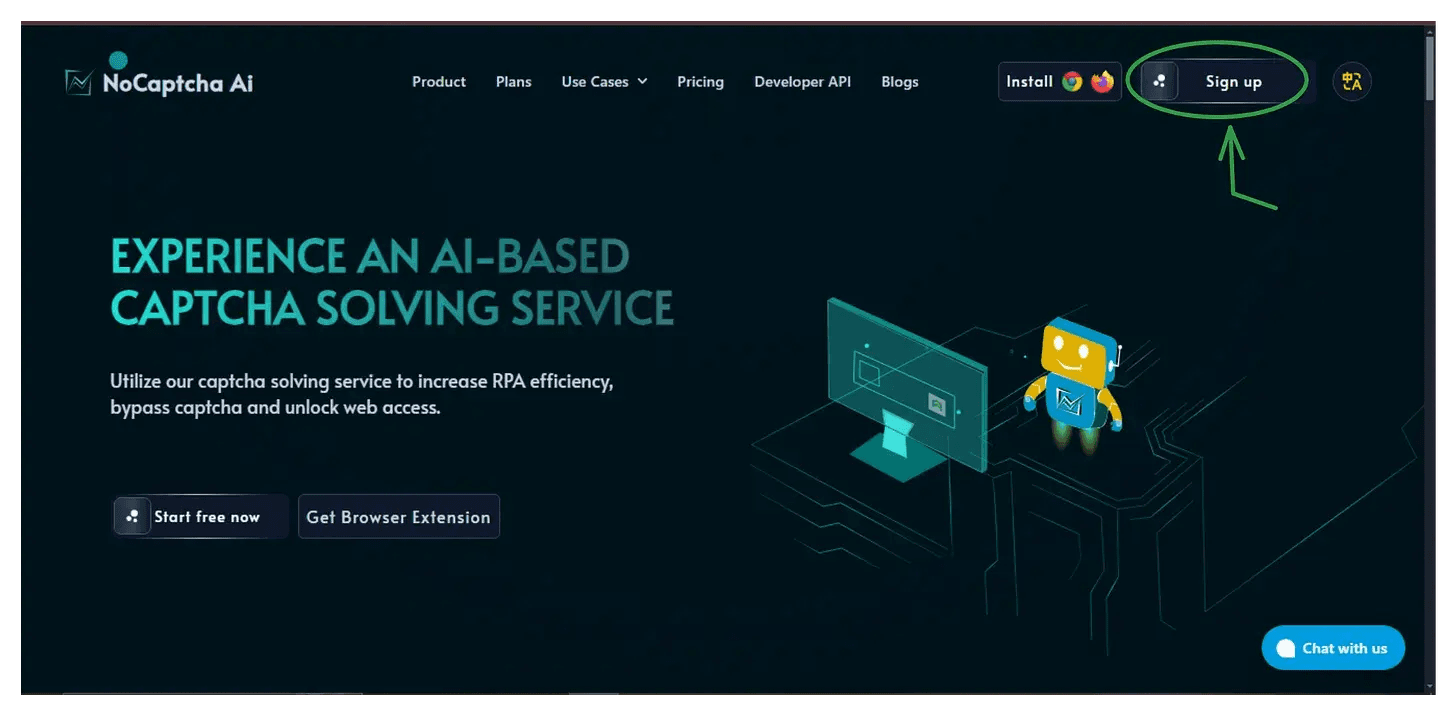 NoCaptcha Ai
Product
Plans
Use Cases
Pricing
Developer API
Blogs
Install
Sign up
EXPERIENCE AN AI-BASED
CAPTCHA SOLVING SERVICE
Utilize our captcha solving service to increase RPA efficiency,
bypass captcha and unlock web access.
Start free now
Get Browser Extension
Chat with us